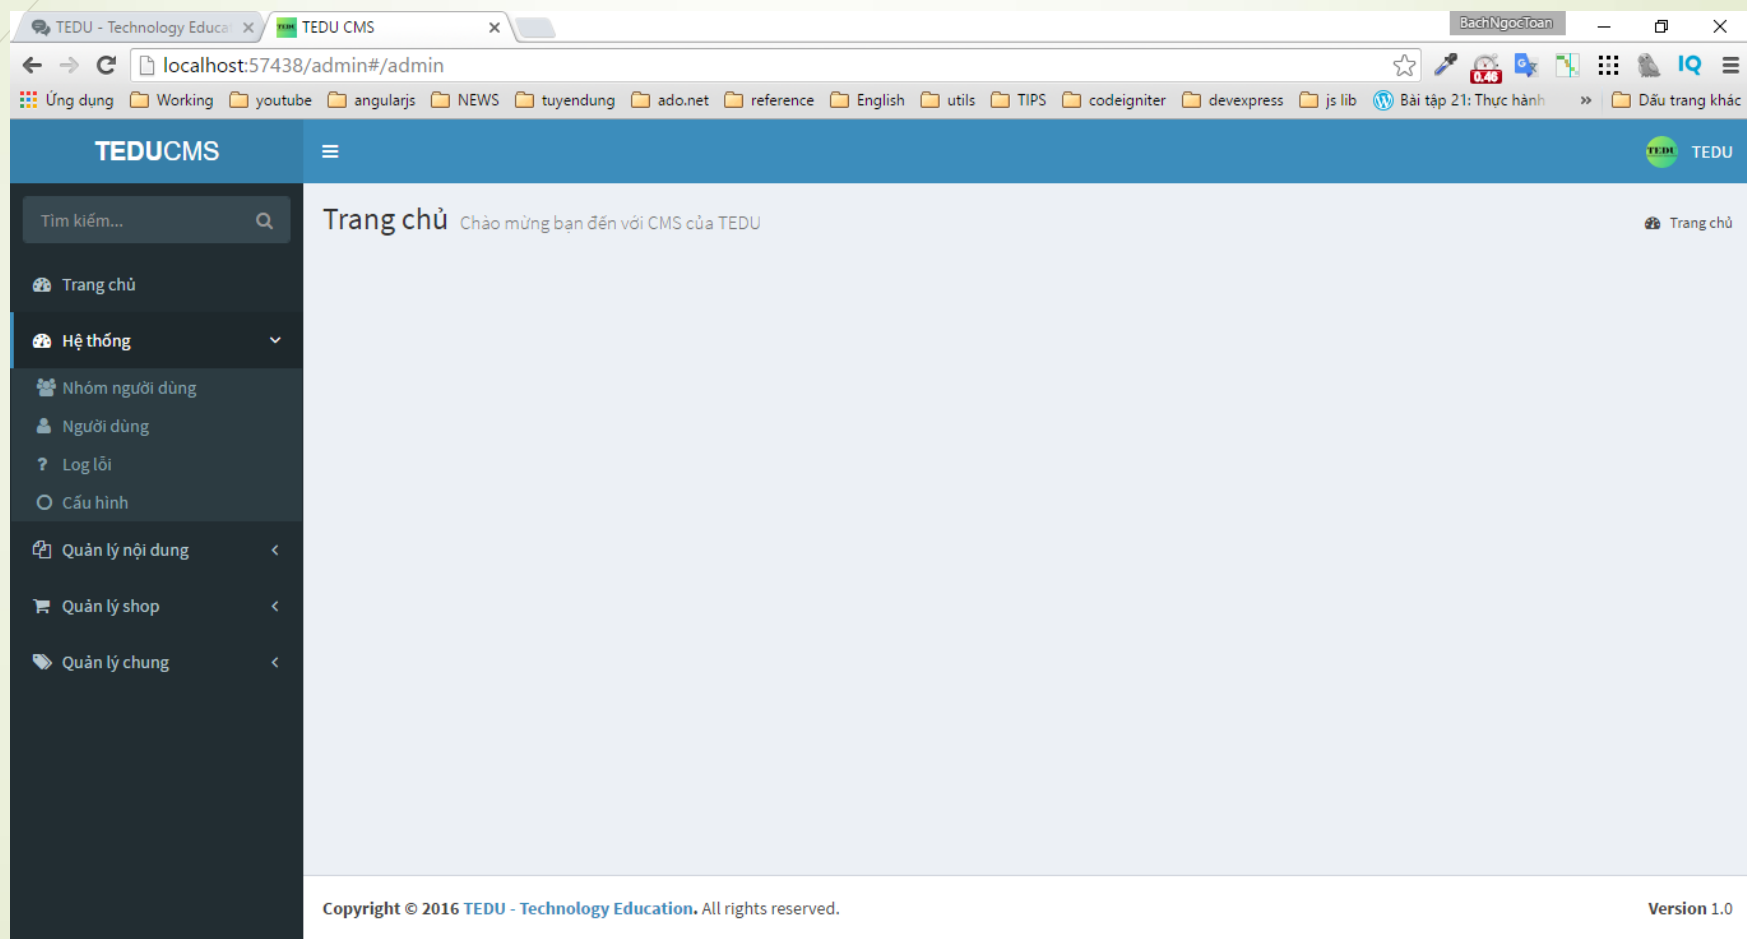 TEDU - Technology Educat
TEDU CMS
BachNgocToan
localhost:57438/admin#/admin
0.46
IQ
Ứng dụng Working youtube angularjs NEWS tuyendung ado.net reference English utils TIPS codeigniter devexpress js lib Bài tập 21: Thực hành » Dấu trang khác
TEDUCMS
TEDU TEDU
Tìm kiếm...
Trang chủ Chào mừng bạn đến với CMS của TEDU
Trang chủ
Trang chủ
Hệ thống
Nhóm người dùng
Người dùng
Log lỗi
Cấu hình
Quản lý nội dung
Quản lý shop
Quản lý chung
Copyright © 2016 TEDU - Technology Education. All rights reserved.
Version 1.0